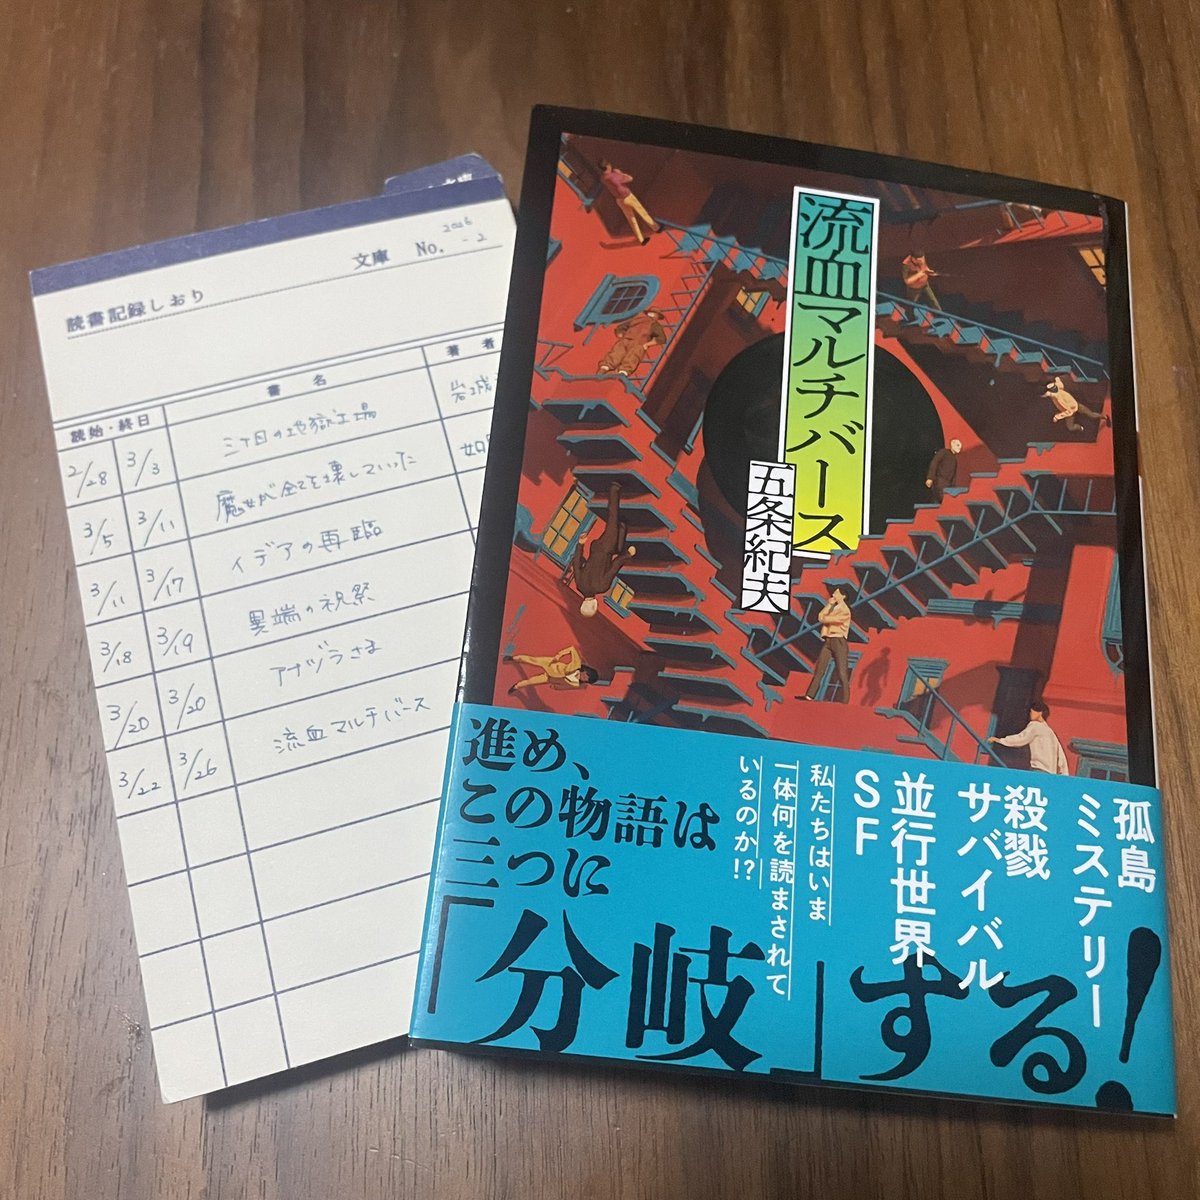 文庫 No. 2026-2
読書記録しおり
読始・終日 書名 著者
2/28 3/3 三丁目の地獄工場 岩城
3/5 3/11 魔女が全てを壊していった 如
3/11 3/17 イデアの再臨
3/18 3/19 異端の祝祭
3/20 3/20 アナヅラさま
3/22 3/26 流血マルチバース
流血マルチバース
五条紀夫
孤島
ミステリー
殺戮
サバイバル
並行世界
SF
私たちはいま
一体何を読まされて
いるのか!?
進め、
この物語は
三つに
「分岐」する!